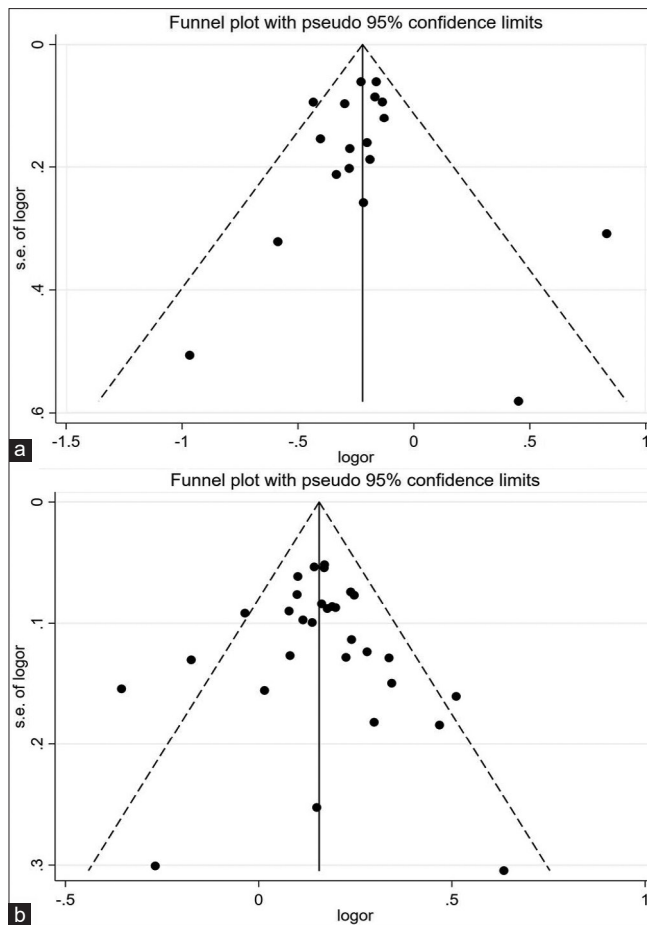 Funnel plot with pseudo 95% confidence limits
0
.2
.4
.6
s.e. of logor
-1.5
-1
-.5
0
.5
1
logor
a
Funnel plot with pseudo 95% confidence limits
0
.1
.2
.3
s.e. of logor
-.5
0
.5
1
logor
b